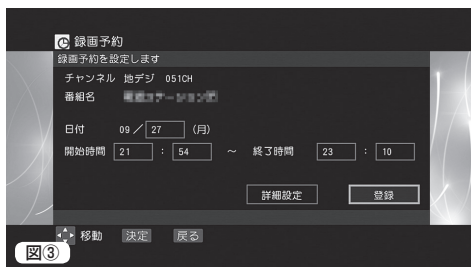 録画予約
録画予約を設定します
チャンネル 地デジ 051CH
番組名
日付 09/27 (月)
開始時間 21 : 54 ～ 終了時間 23 : 10
詳細設定 登録
移動 決定 戻る
図③